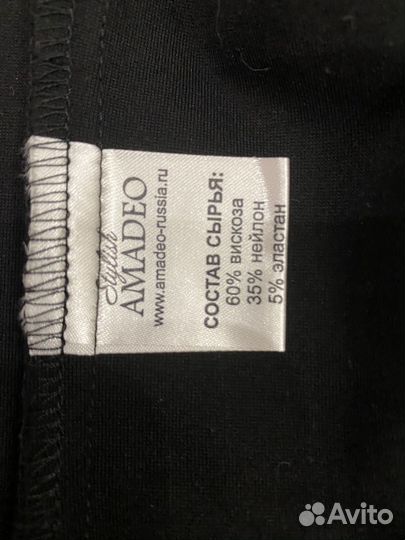 Stylish
AMADEO
www.amadeo-russia.ru
СОСТАВ СЫРЬЯ:
60% вискоза
35% нейлон
5% эластан
Avito